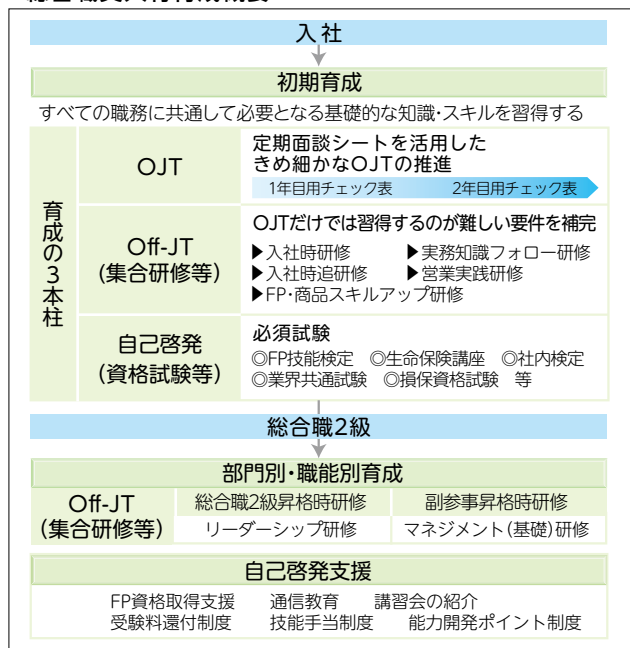 入社
初期育成
すべての職務に共通して必要となる基礎的な知識・スキルを習得する
育成の3本柱
OJT
定期面談シートを活用した
きめ細かなOJTの推進
1年目用チェック表 2年目用チェック表
Off-JT
(集合研修等)
OJTだけでは習得するのが難しい要件を補完
▶入社時研修 ▶実務知識フォロー研修
▶入社時追研修 ▶営業実践研修
▶FP・商品スキルアップ研修
自己啓発
(資格試験等)
必須試験
◎FP技能検定 ◎生命保険講座 ◎社内検定
◎業界共通試験 ◎損保資格試験 等
総合職2級
部門別・職能別育成
Off-JT
(集合研修等)
総合職2級昇格時研修 副参事昇格時研修
リーダーシップ研修 マネジメント(基礎)研修
自己啓発支援
FP資格取得支援 通信教育 講習会の紹介
受験料還付制度 技能手当制度 能力開発ポイント制度